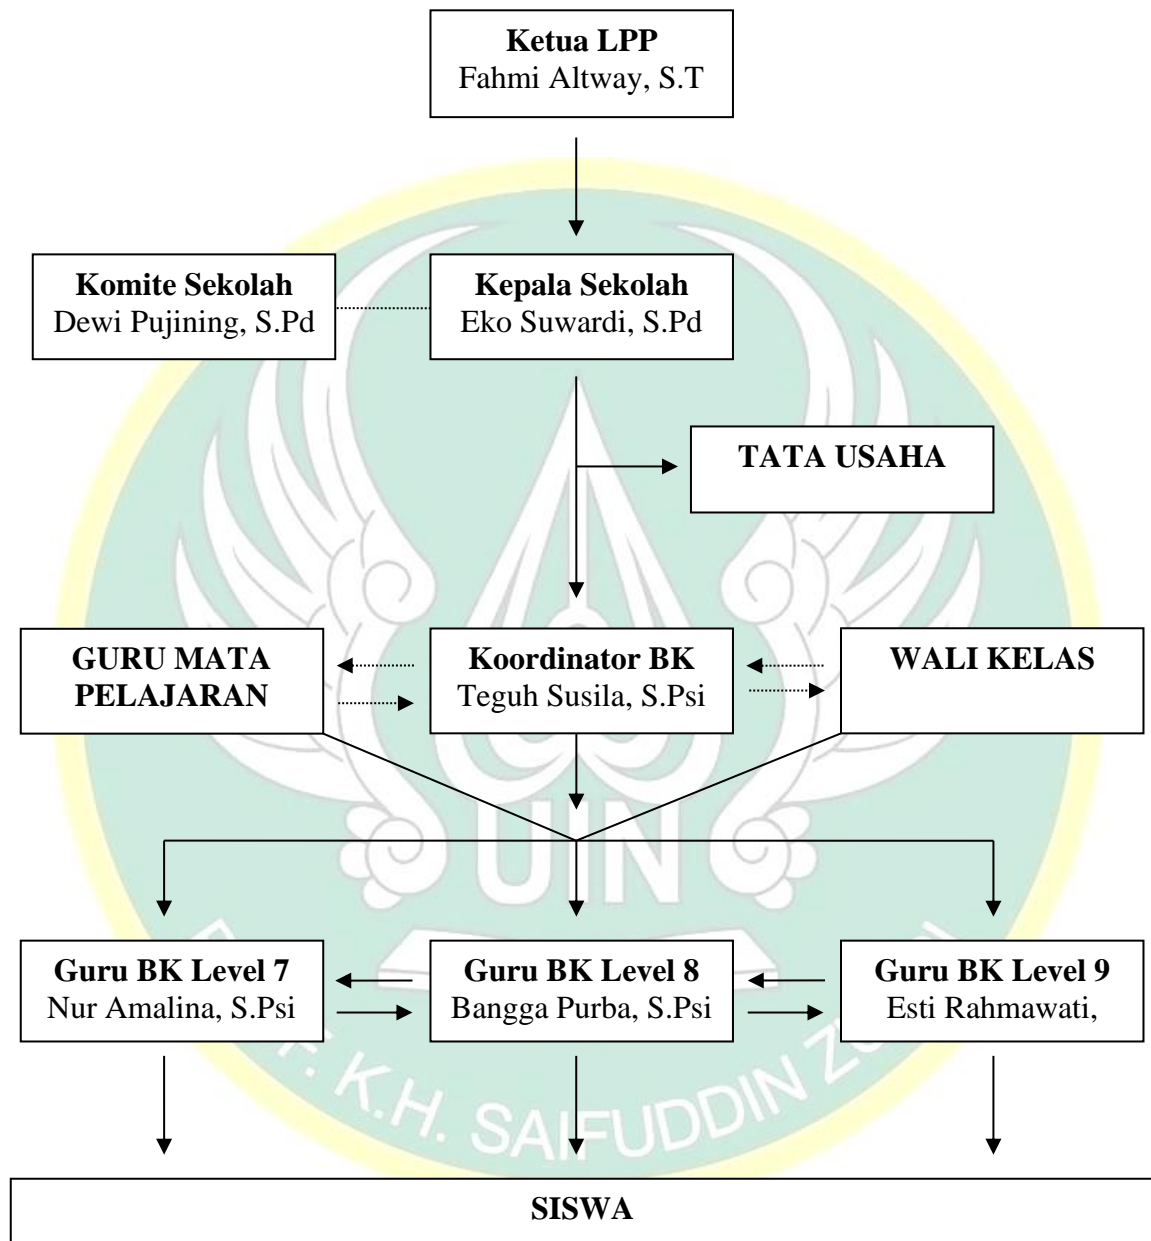 Ketua LPP
Fahmi Altway, S.T
Komite Sekolah
Dewi Pujining, S.Pd
Kepala Sekolah
Eko Suwardi, S.Pd
TATA USAHA
GURU MATA
PELAJARAN
Koordinator BK
Teguh Susila, S.Psi
WALI KELAS
UIN
Guru BK Level 7
Nur Amalina, S.Psi
Guru BK Level 8
Bangga Purba, S.Psi
Guru BK Level 9
Esti Rahmawati,
K.H. SAIFUDDIN
SISWA